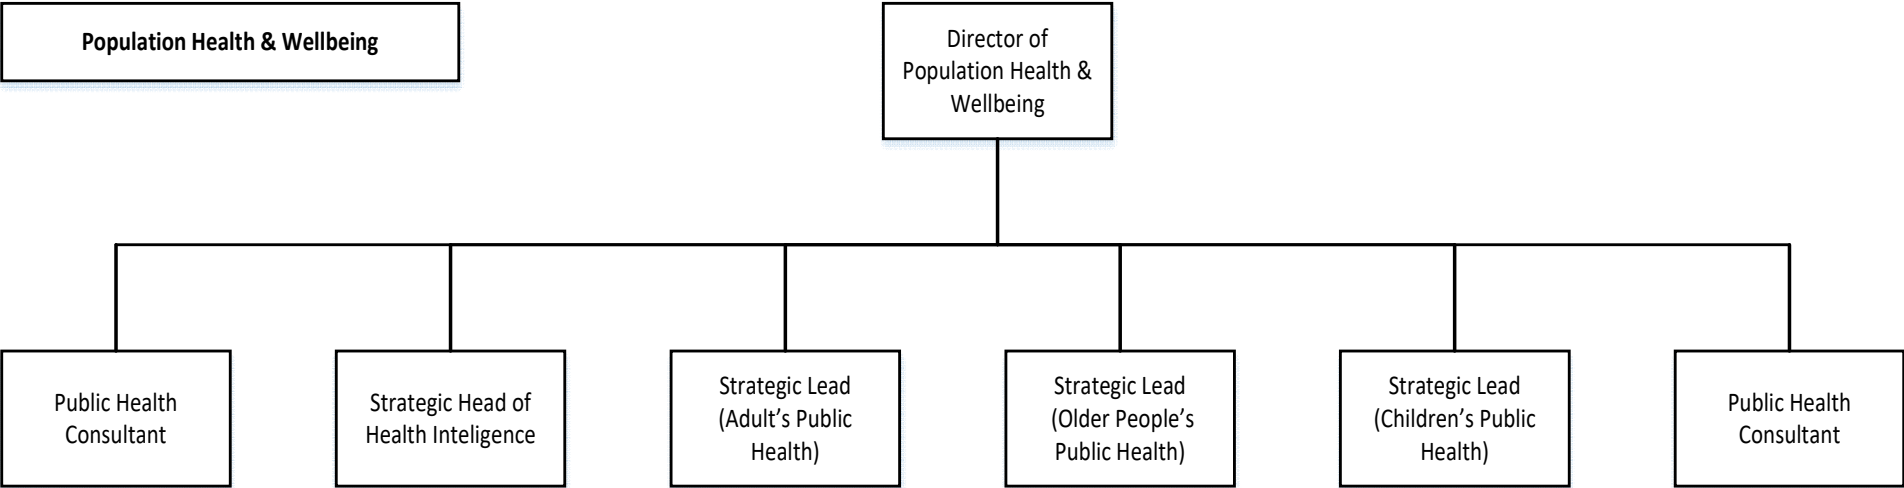 Population Health & Wellbeing
Director of
Population Health &
Wellbeing
Public Health
Consultant
Strategic Head of
Health Inteligence
Strategic Lead
(Adult’s Public
Health)
Strategic Lead
(Older People’s
Public Health)
Strategic Lead
(Children’s Public
Health)
Public Health
Consultant